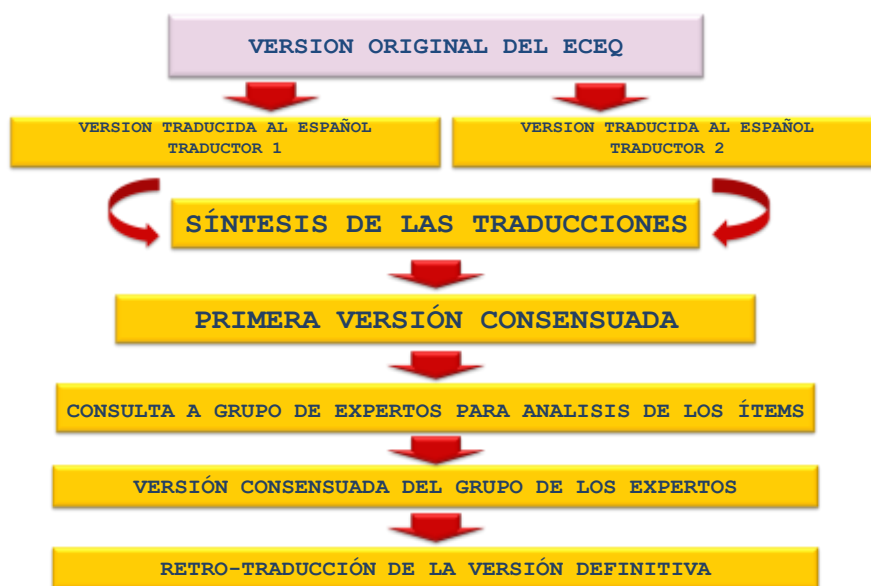 VERSION ORIGINAL DEL ECEQ
VERSION TRADUCIDA AL ESPAÑOL
TRADUCTOR 1
VERSION TRADUCIDA AL ESPAÑOL
TRADUCTOR 2
SÍNTESIS DE LAS TRADUCCIONES
PRIMERA VERSIÓN CONSENSUADA
CONSULTA A GRUPO DE EXPERTOS PARA ANALISIS DE LOS ÍTEMS
VERSIÓN CONSENSUADA DEL GRUPO DE LOS EXPERTOS
RETRO-TRADUCCIÓN DE LA VERSIÓN DEFINITIVA